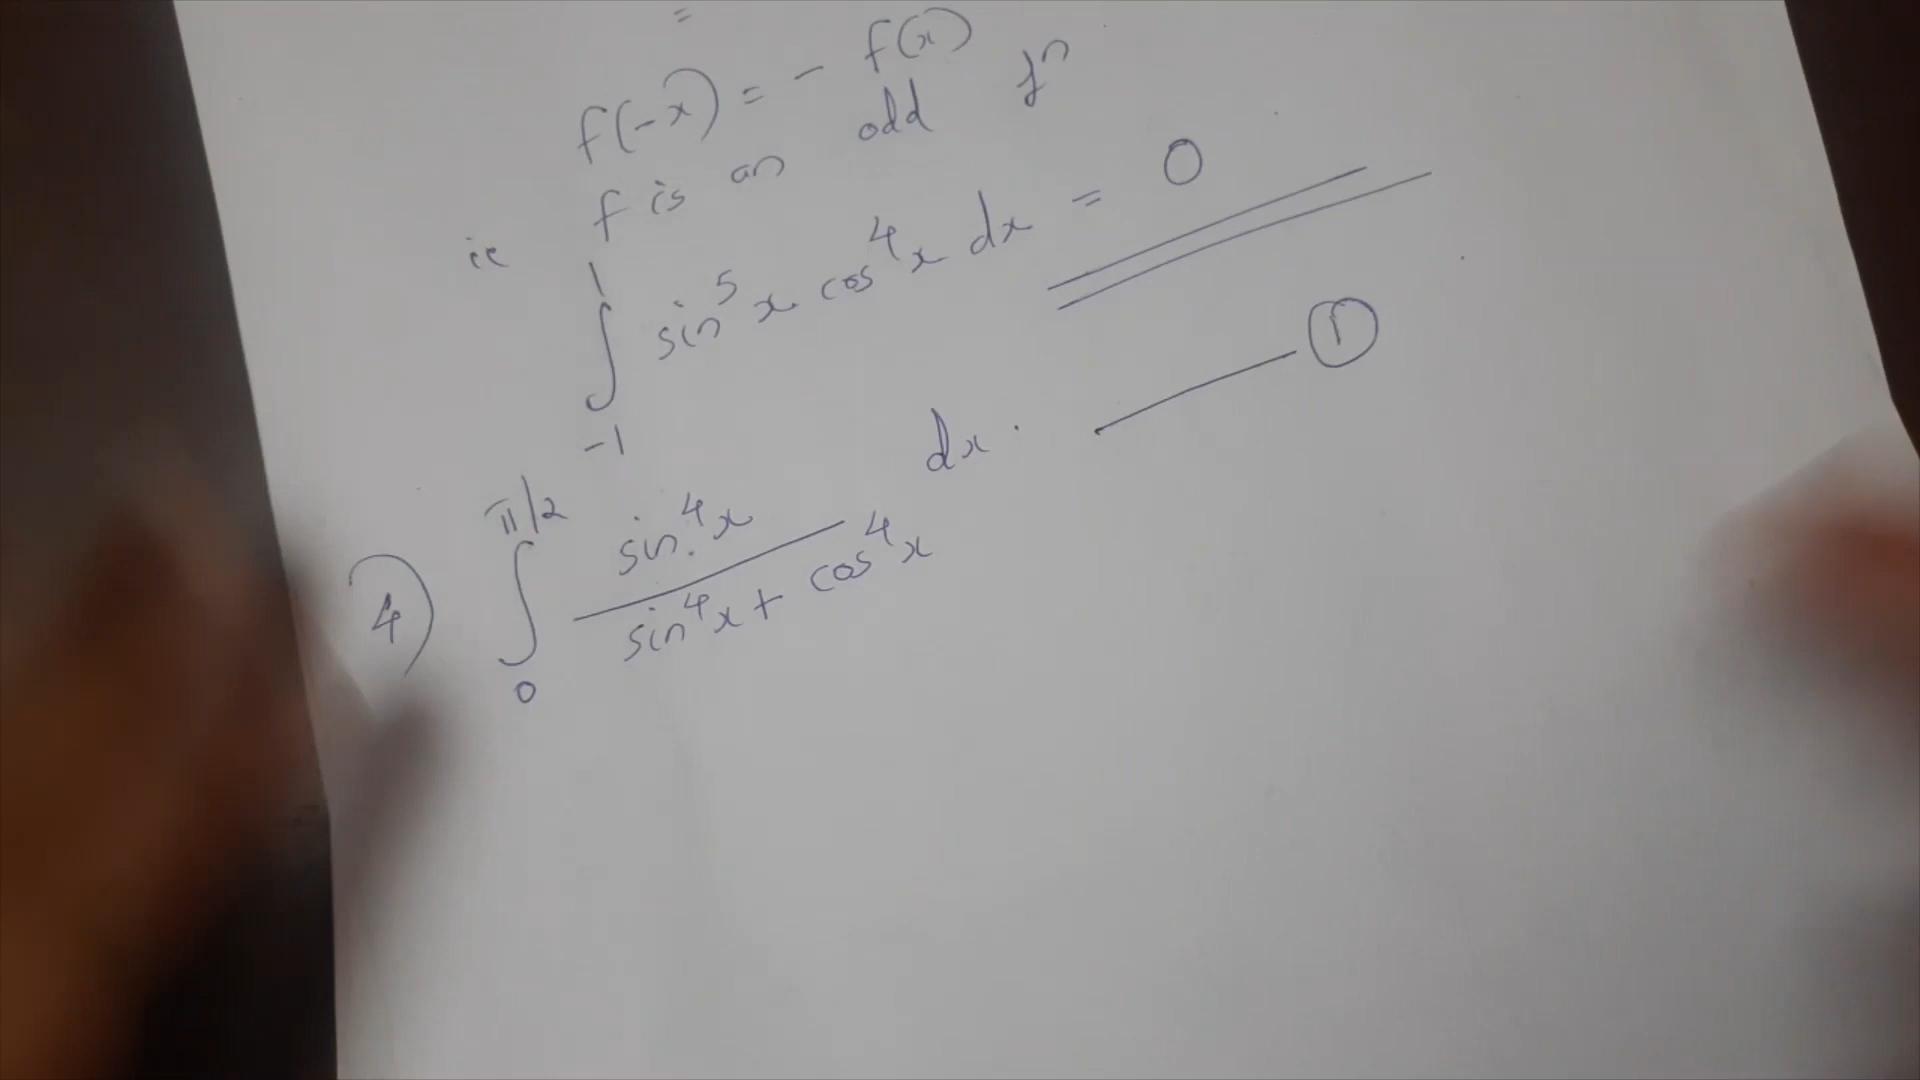 =
f(-x) = - f(x)
ie f is an odd fn
∫_{-1}^{1} sin⁵x cos⁴x dx = 0
4) ∫_{0}^{π/2} sin⁴x / (sin⁴x + cos⁴x) dx. —— ①